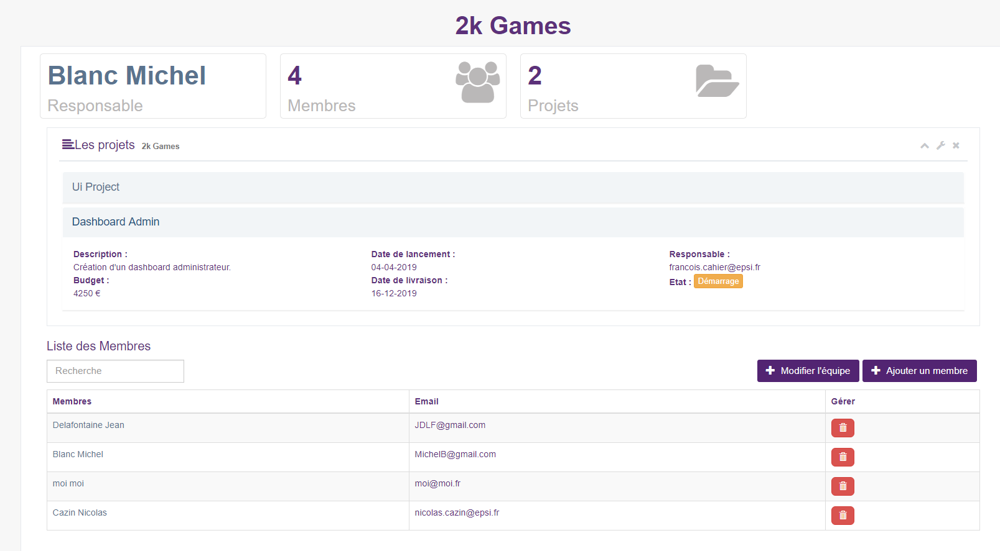 2k Games
Blanc Michel
Responsable
4
Membres
2
Projets
Les projets 2k Games
Ui Project
Dashboard Admin
Description :
Création d'un dashboard administrateur.
Budget :
4250 €
Date de lancement :
04-04-2019
Date de livraison :
16-12-2019
Responsable :
francois.cahier@epsi.fr
Etat : Démarrage
Liste des Membres
Recherche
Modifier l'équipe
Ajouter un membre
Membres Email Gérer
Delafontaine Jean JDLF@gmail.com
Blanc Michel MichelB@gmail.com
moi moi moi@moi.fr
Cazin Nicolas nicolas.cazin@epsi.fr